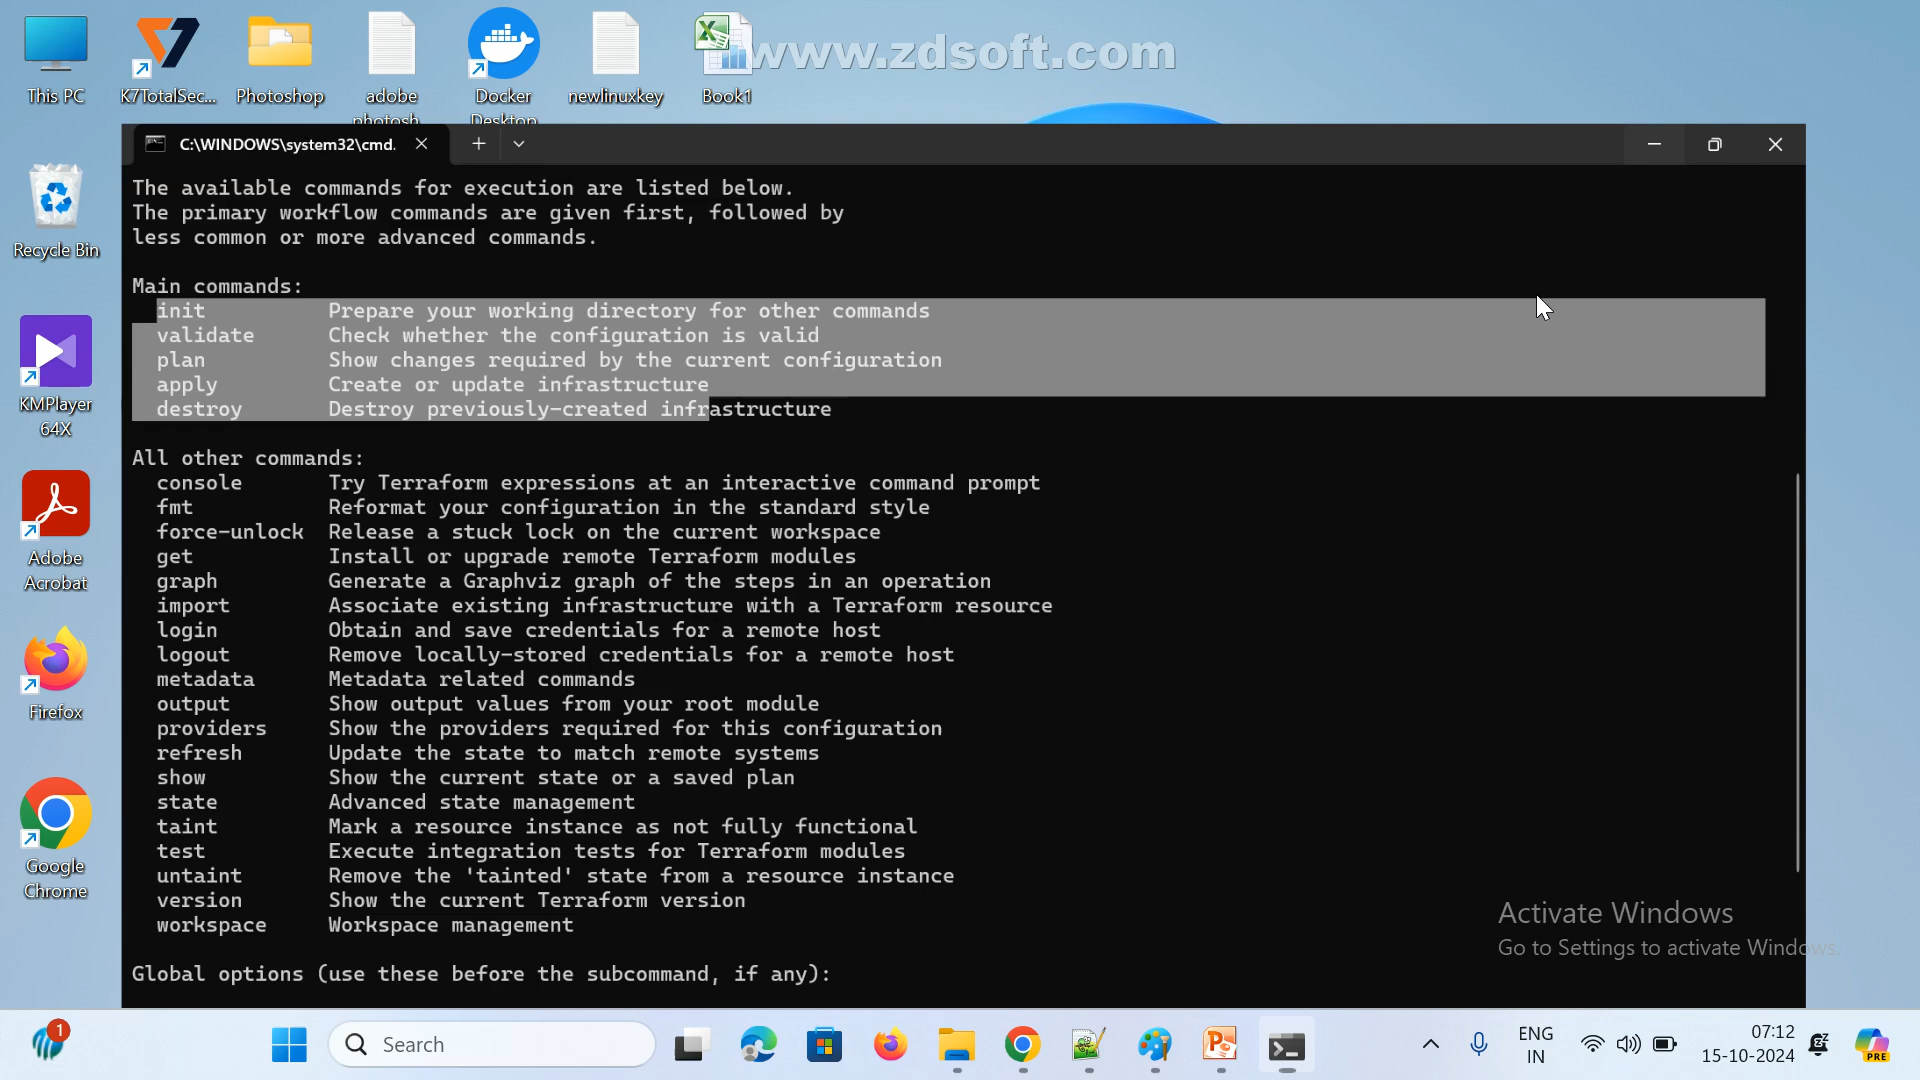 www.zdsoft.com
This PC
K7TotalSec...
Photoshop
adobe
photosh
Docker
Desktop
newlinuxkey
Book1
Recycle Bin
KMPlayer
64X
Adobe
Acrobat
Firefox
Google
Chrome
C:\WINDOWS\system32\cmd.
The available commands for execution are listed below.
The primary workflow commands are given first, followed by
less common or more advanced commands.
Main commands:
init Prepare your working directory for other commands
validate Check whether the configuration is valid
plan Show changes required by the current configuration
apply Create or update infrastructure
destroy Destroy previously-created infrastructure
All other commands:
console Try Terraform expressions at an interactive command prompt
fmt Reformat your configuration in the standard style
force-unlock Release a stuck lock on the current workspace
get Install or upgrade remote Terraform modules
graph Generate a Graphviz graph of the steps in an operation
import Associate existing infrastructure with a Terraform resource
login Obtain and save credentials for a remote host
logout Remove locally-stored credentials for a remote host
metadata Metadata related commands
output Show output values from your root module
providers Show the providers required for this configuration
refresh Update the state to match remote systems
show Show the current state or a saved plan
state Advanced state management
taint Mark a resource instance as not fully functional
test Execute integration tests for Terraform modules
untaint Remove the 'tainted' state from a resource instance
version Show the current Terraform version
workspace Workspace management
Global options (use these before the subcommand, if any):
Activate Windows
Go to Settings to activate Windows.
1
Search
ENG
IN
07:12
15-10-2024
PRE